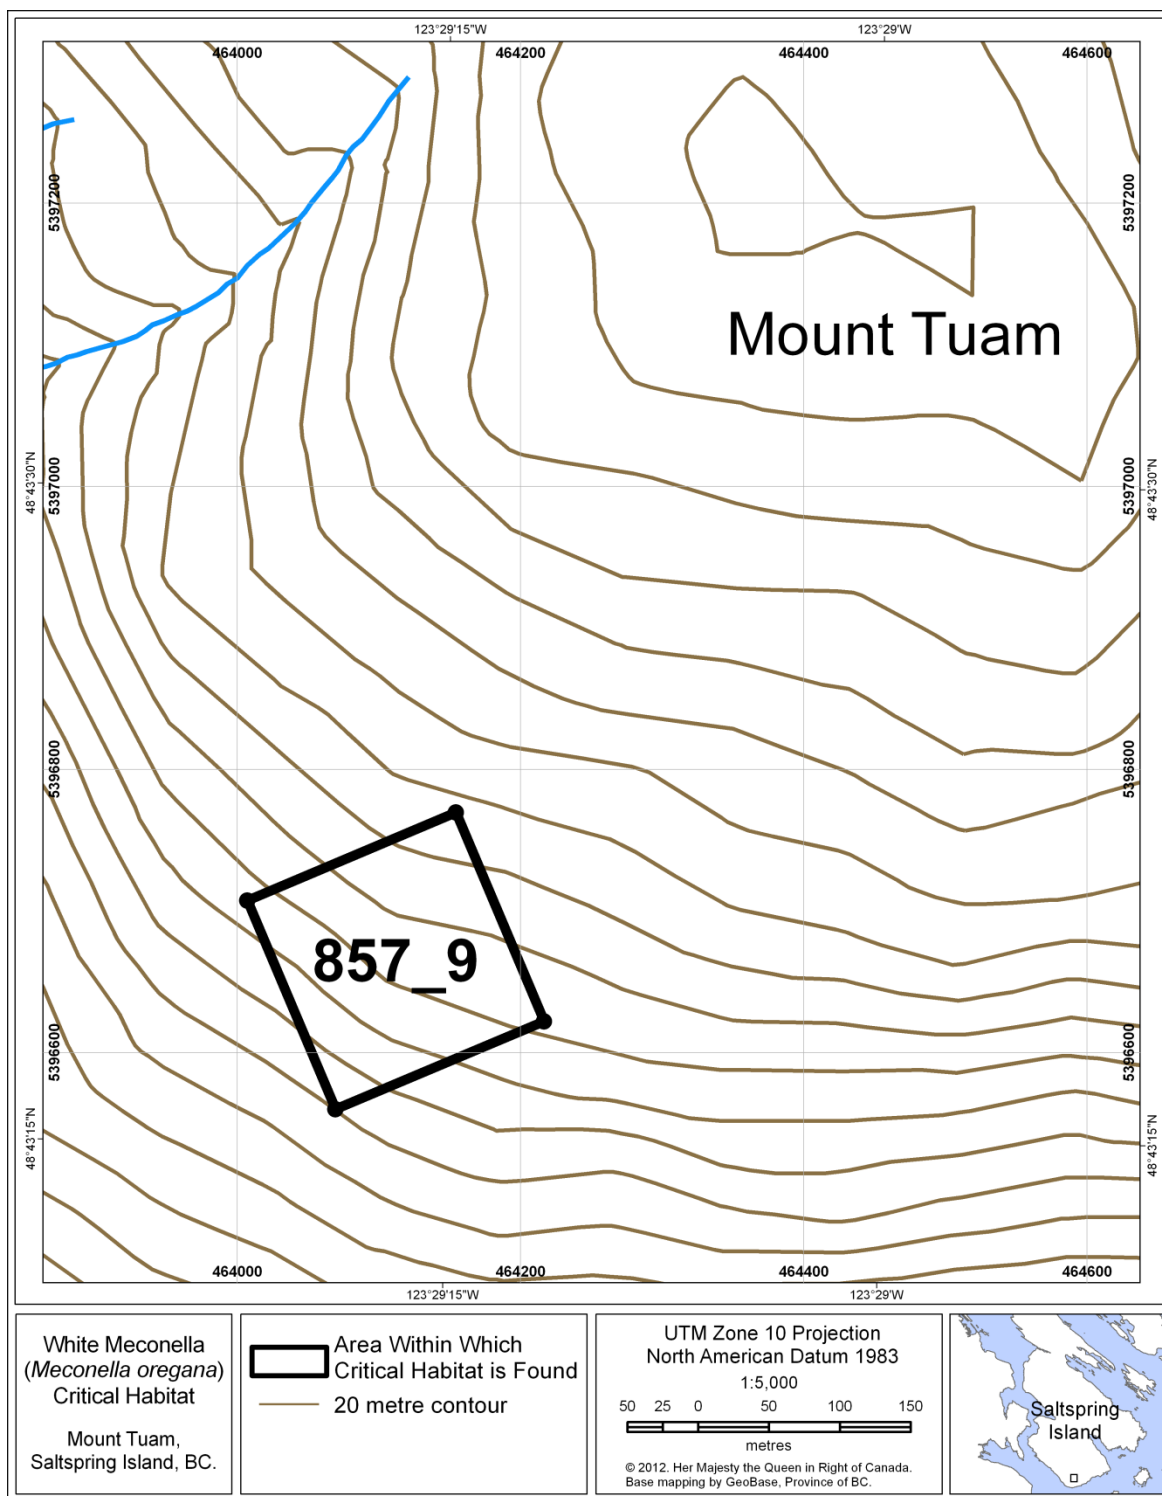 123°29'15"W
123°29'W
464000
464200
464400
464600
5397200
5397200
Mount Tuam
48°43'30"N
5397000
5397000
48°43'30"N
5396800
5396800
857_9
5396600
5396600
48°43'15"N
48°43'15"N
464000
464200
464400
464600
123°29'15"W
123°29'W
White Meconella
(Meconella oregana)
Critical Habitat
Mount Tuam,
Saltspring Island, BC.
Area Within Which
Critical Habitat is Found
20 metre contour
UTM Zone 10 Projection
North American Datum 1983
1:5,000
50 25 0 50 100 150
metres
© 2012. Her Majesty the Queen in Right of Canada.
Base mapping by GeoBase, Province of BC.
Saltspring
Island